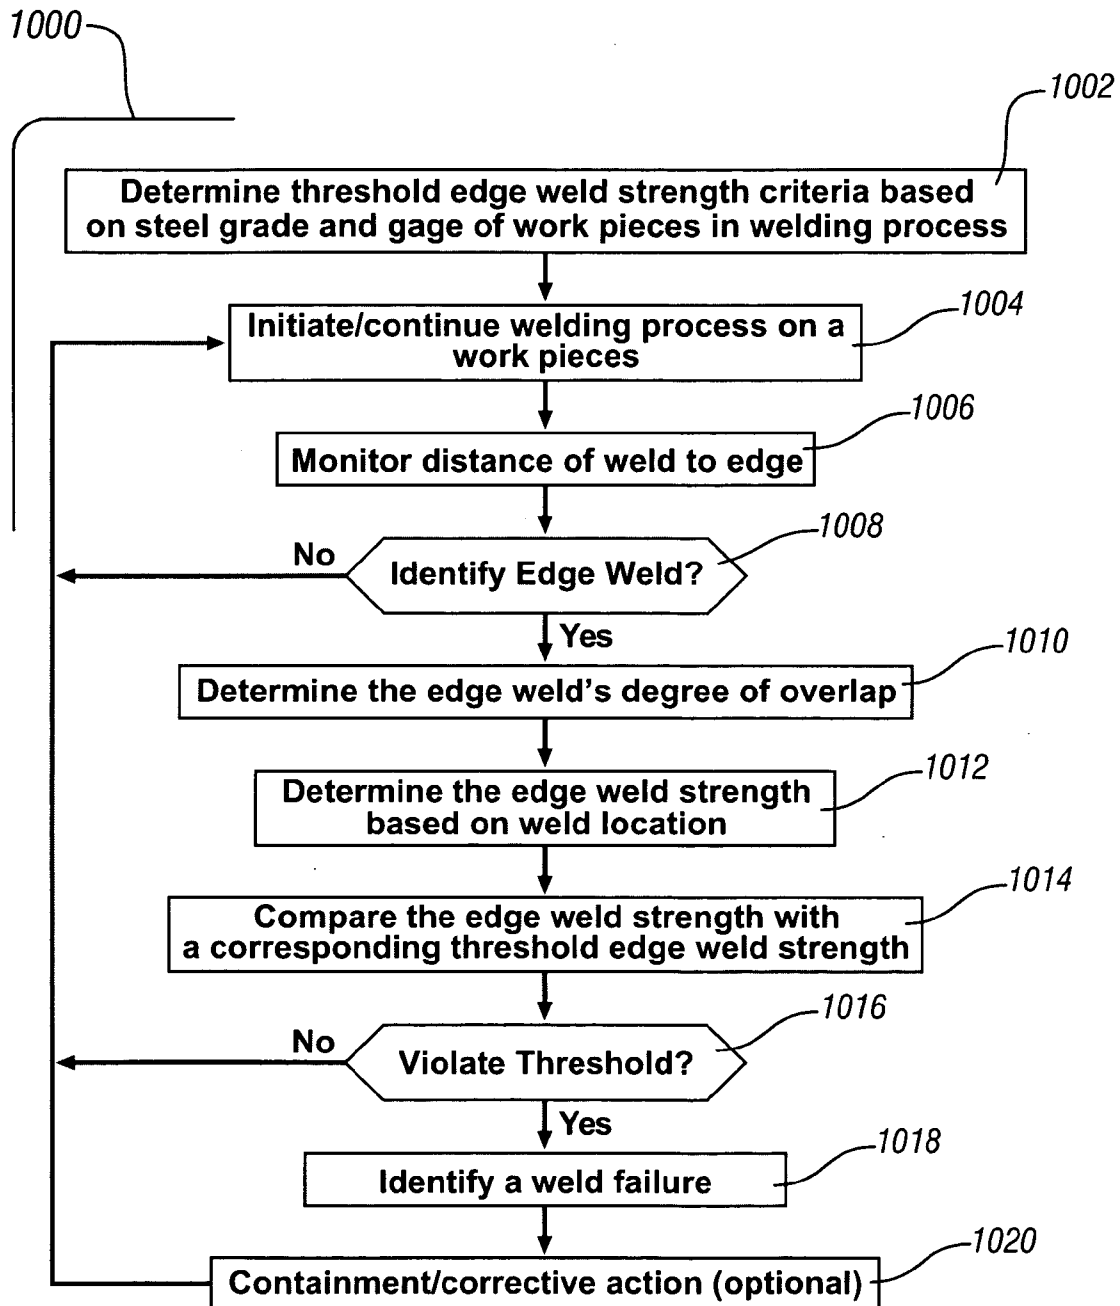 1000
1002
Determine threshold edge weld strength criteria based
on steel grade and gage of work pieces in welding process
1004
Initiate/continue welding process on a
work pieces
1006
Monitor distance of weld to edge
1008
No
Identify Edge Weld?
Yes
1010
Determine the edge weld's degree of overlap
1012
Determine the edge weld strength
based on weld location
1014
Compare the edge weld strength with
a corresponding threshold edge weld strength
1016
No
Violate Threshold?
Yes
1018
Identify a weld failure
1020
Containment/corrective action (optional)